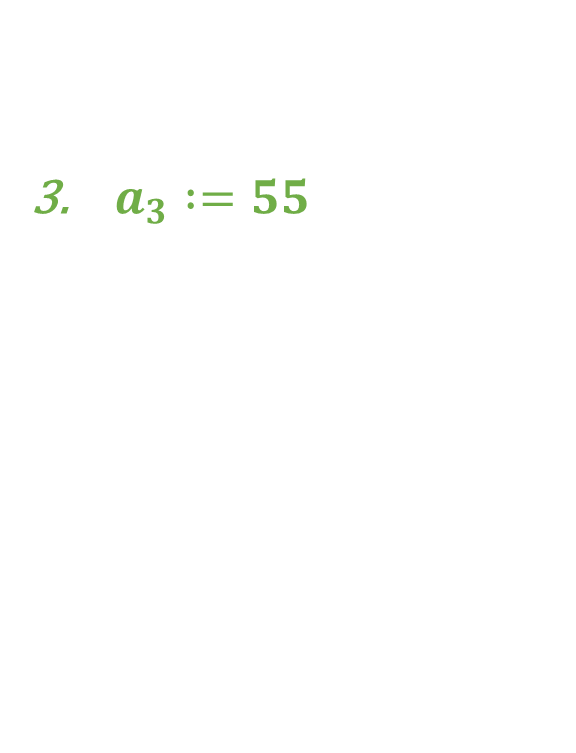 3. a₃ := 55